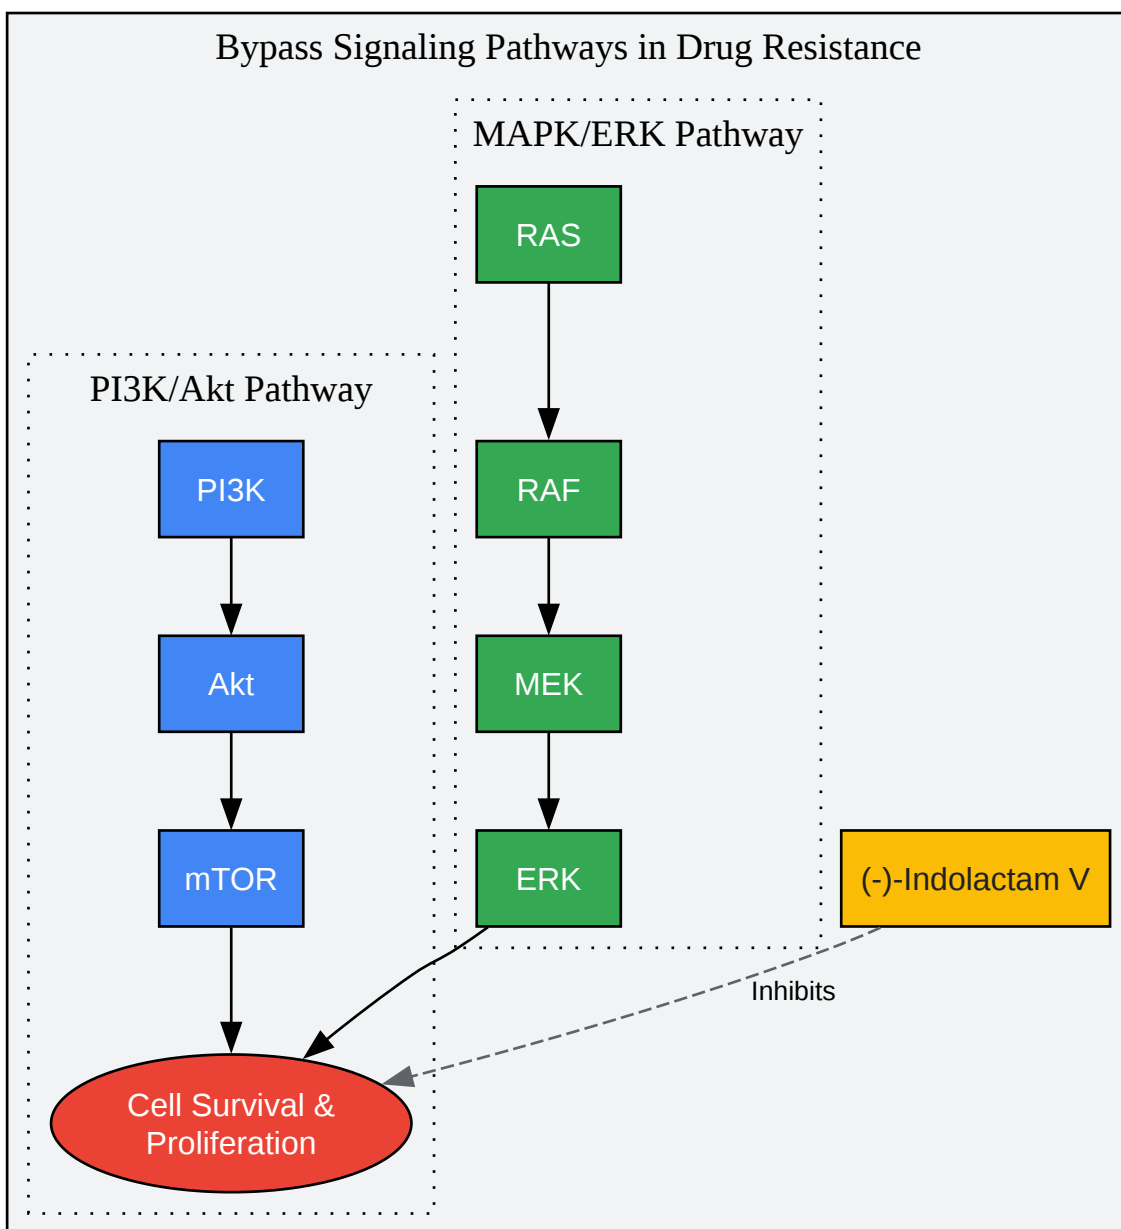 Bypass Signaling Pathways in Drug Resistance
MAPK/ERK Pathway
RAS
PI3K/Akt Pathway
PI3K
RAF
Akt
MEK
mTOR
ERK
(-)-Indolactam V
Inhibits
Cell Survival &
Proliferation